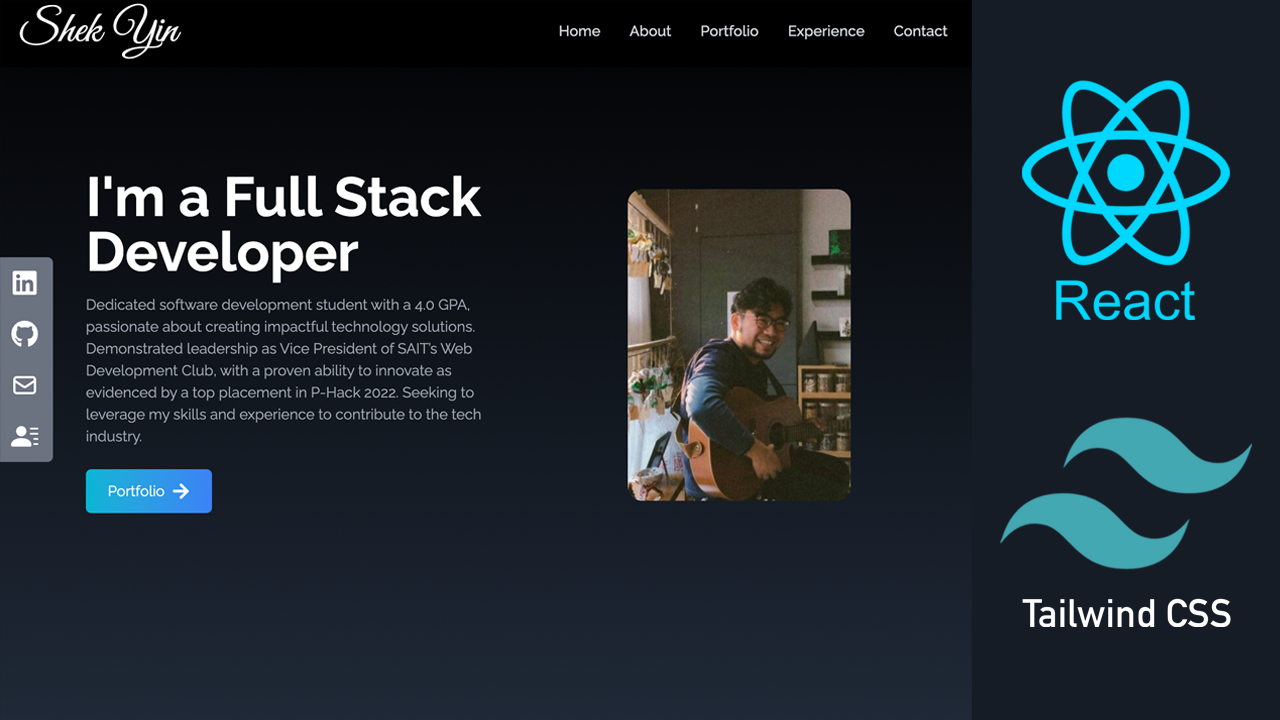 Shek Yin
Home About Portfolio Experience Contact
I'm a Full Stack
Developer
Dedicated software development student with a 4.0 GPA,
passionate about creating impactful technology solutions.
Demonstrated leadership as Vice President of SAIT's Web
Development Club, with a proven ability to innovate as
evidenced by a top placement in P-Hack 2022. Seeking to
leverage my skills and experience to contribute to the tech
industry.
Portfolio
in
React
Tailwind CSS